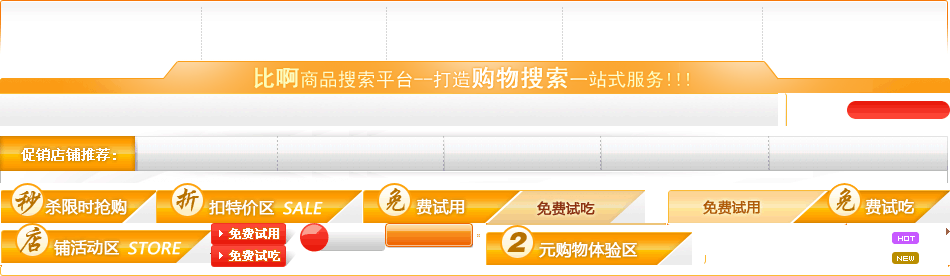 比啊商品搜索平台--打造购物搜索一站式服务!!!
促销店铺推荐:
秒杀限时抢购
折扣特价区 SALE
免费试用
免费试吃
免费试用
免费试吃
店铺活动区 STORE
免费试用
免费试吃
2元购物体验区
HOT
NEW